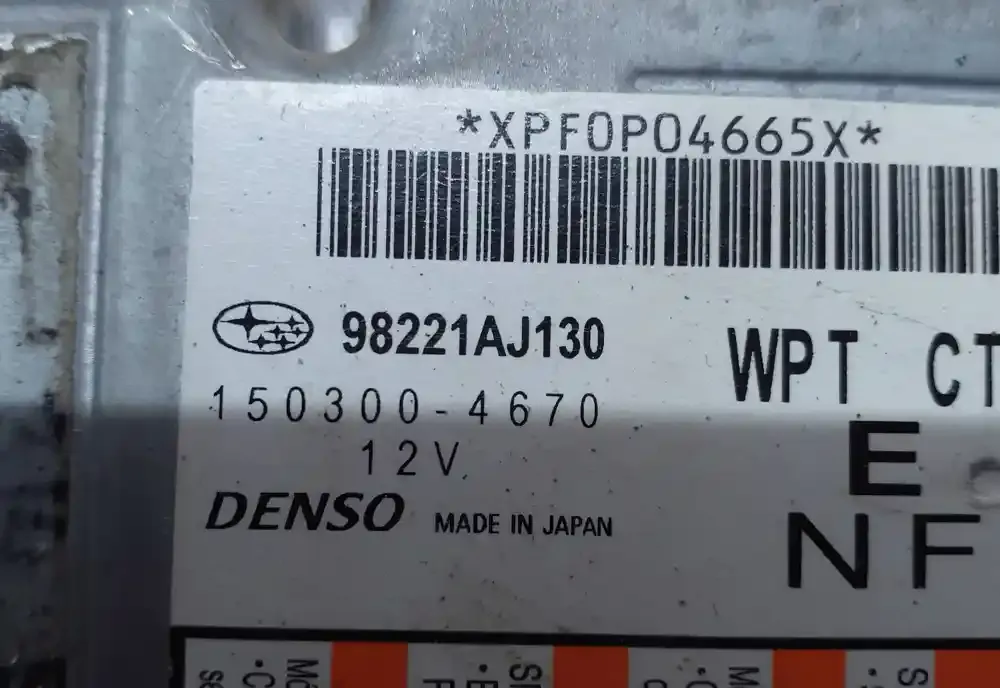 *XPF0P04665X*
98221AJ130
WPT CT
150300-4670
12V
E
DENSO MADE IN JAPAN
NF